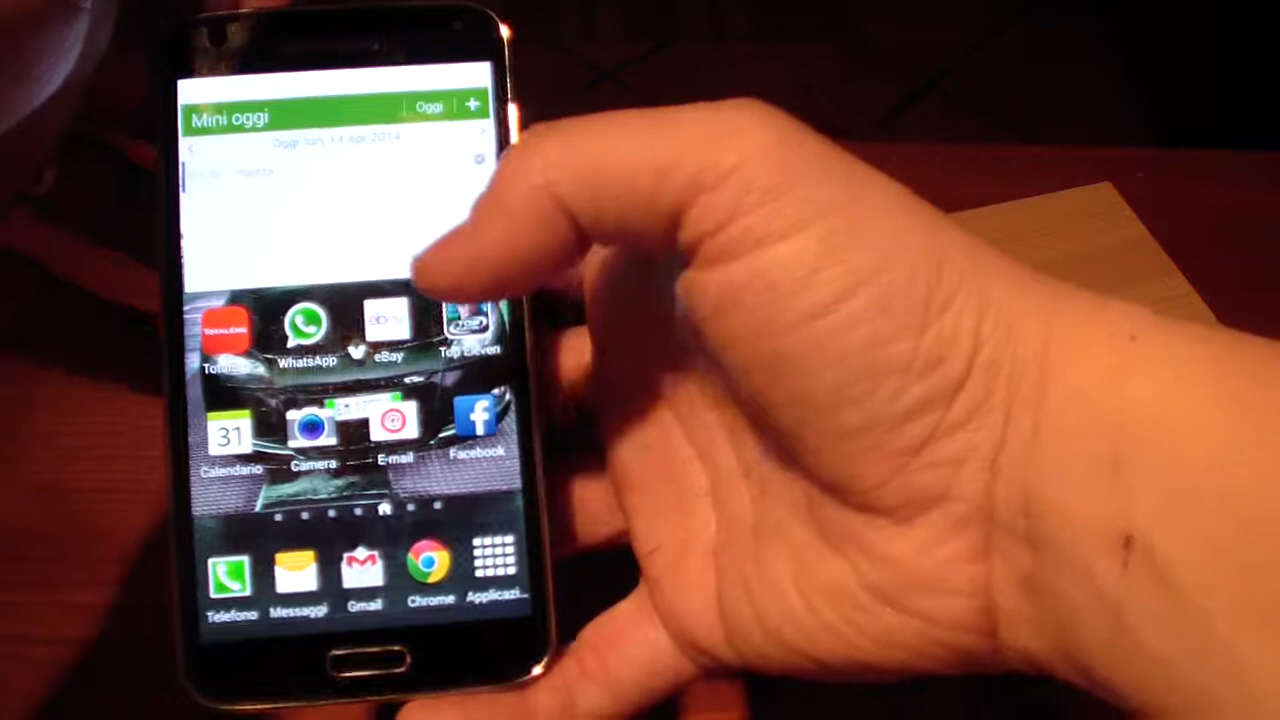 Mini oggi
Oggi
+
Oggi lun, 14 Apr 2014
WhatsApp
eBay
Top Eleven
31
Calendario
Camera
E-mail
Facebook
Telefono
Messaggi
Gmail
Chrome
Applicazi...